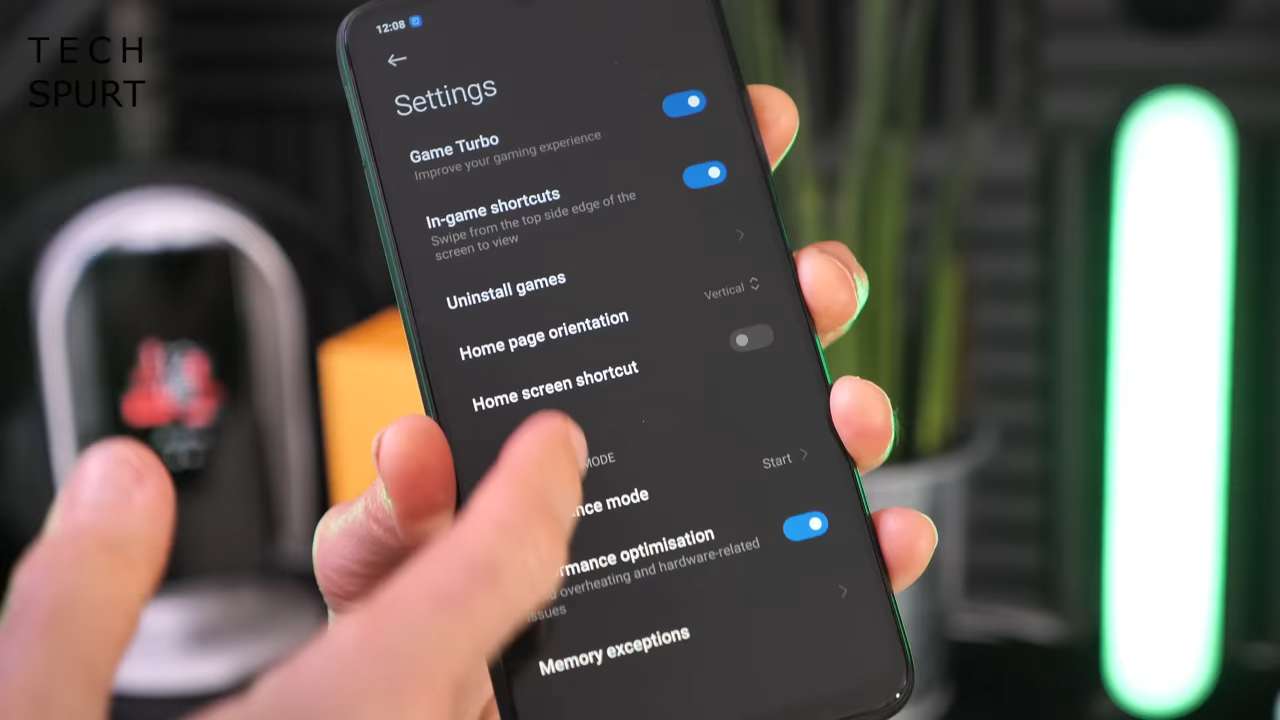 TECH
SPURT
12:08
Settings
Game Turbo
Improve your gaming experience
In-game shortcuts
Swipe from the top side edge of the
screen to view
Uninstall games
Home page orientation
Vertical
Home screen shortcut
MODE
Start
mode
optimisation
overheating and hardware-related
issues
Memory exceptions